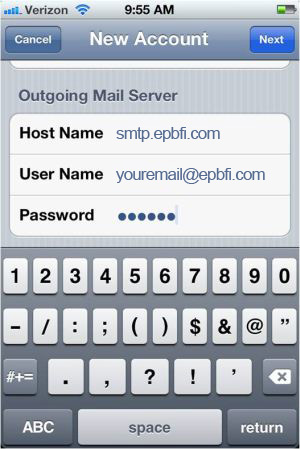 Verizon 9:55 AM
Cancel New Account Next
Outgoing Mail Server
Host Name smtp.epbfi.com
User Name youremail@epbfi.com
Password ●●●●●●
1 2 3 4 5 6 7 8 9 0
- / : ; ( ) $ & @ ”
#+= . , ? ! ’
ABC space return